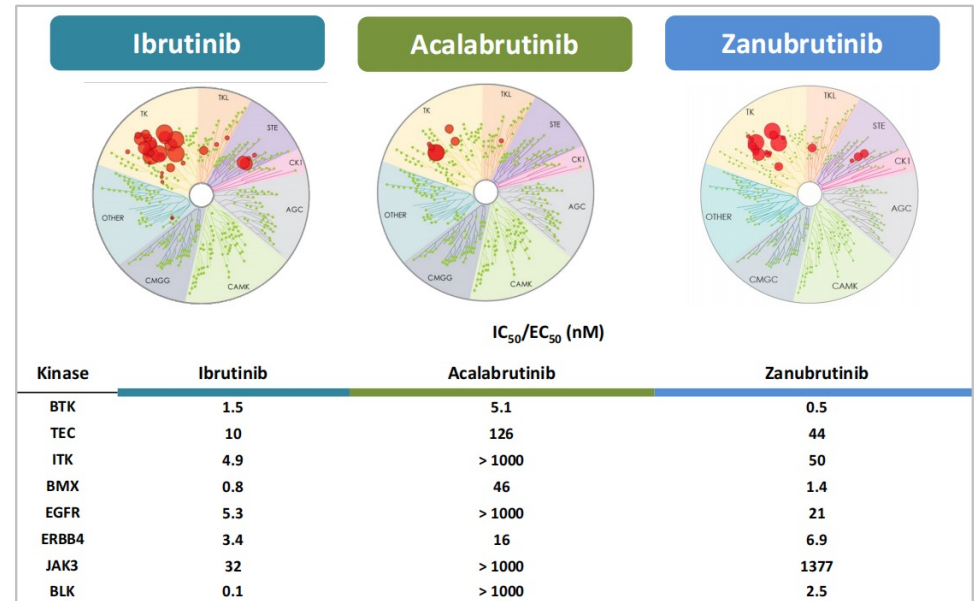 Ibrutinib Acalabrutinib Zanubrutinib
TK TKL STE CK1 AGC CAMK CMGG OTHER
TK TKL STE CK1 AGC CAMK CMGG OTHER
TK TKL STE CK1 AGC CAMK CMGC OTHER
IC50/EC50 (nM)
Kinase Ibrutinib Acalabrutinib Zanubrutinib
BTK 1.5 5.1 0.5
TEC 10 126 44
ITK 4.9 > 1000 50
BMX 0.8 46 1.4
EGFR 5.3 > 1000 21
ERBB4 3.4 16 6.9
JAK3 32 > 1000 1377
BLK 0.1 > 1000 2.5